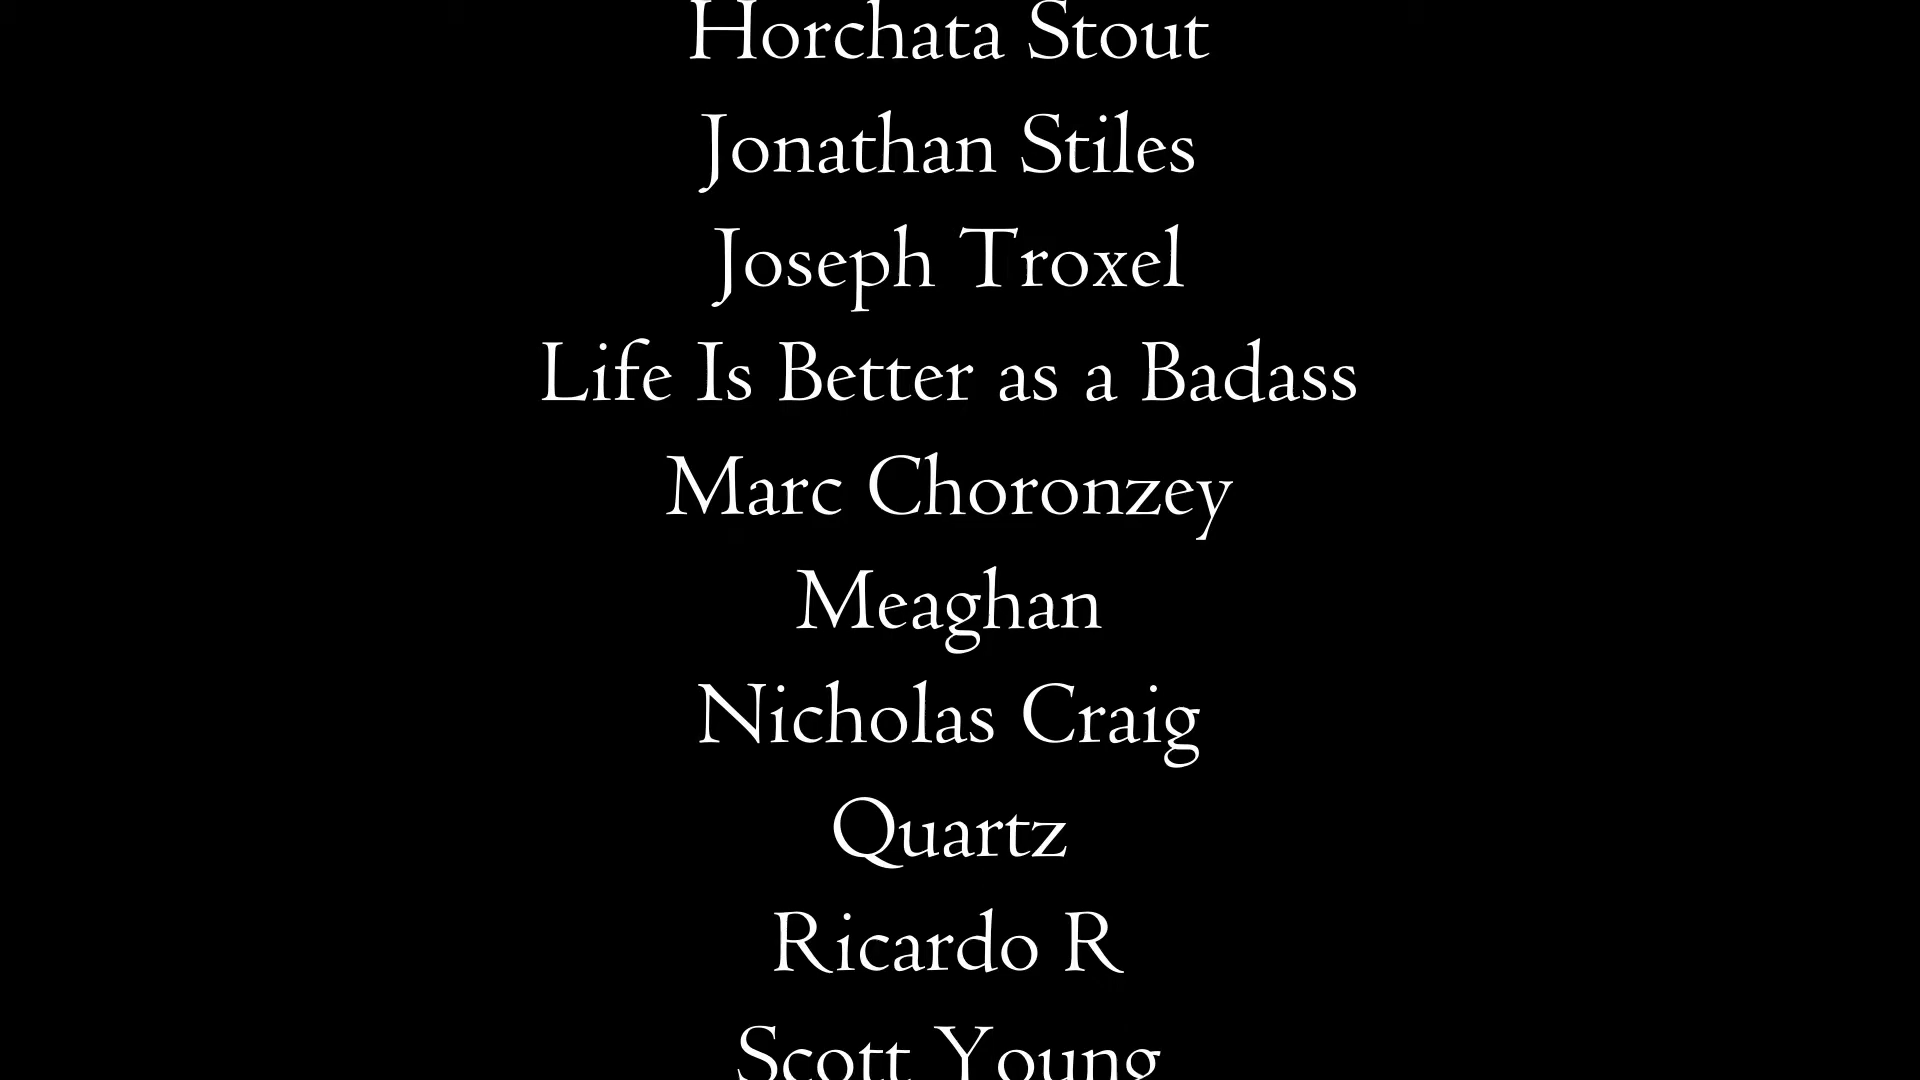 Horchata Stout
Jonathan Stiles
Joseph Troxel
Life Is Better as a Badass
Marc Choronzey
Meaghan
Nicholas Craig
Quartz
Ricardo R
Scott Young